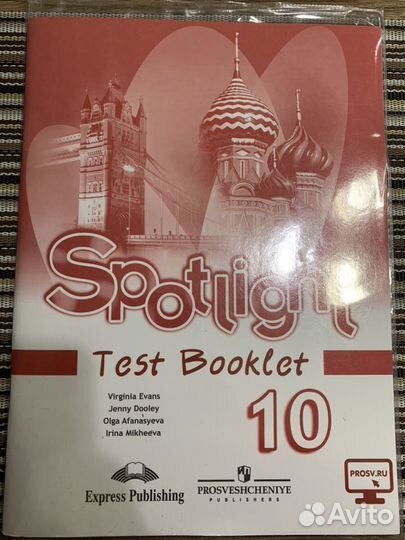 Spotlight
Test Booklet
10
Virginia Evans
Jenny Dooley
Olga Afanasyeva
Irina Mikheeva
Express Publishing
PROSVESHCHENIYE
PUBLISHERS
PROSV.RU
Avito